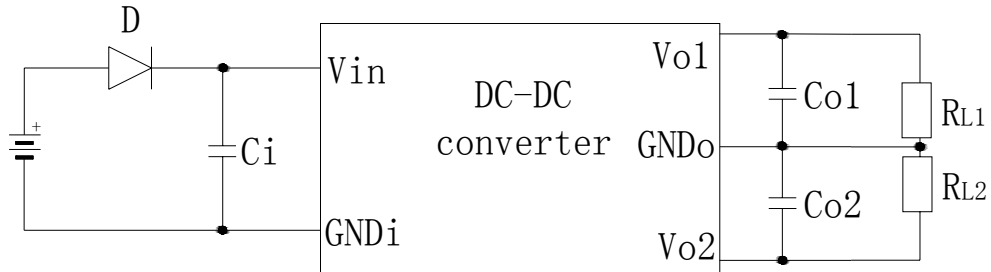 D
Vin
Ci
GNDi
+
DC-DC
converter
Vo1
GNDo
Vo2
Co1
Co2
RL1
RL2